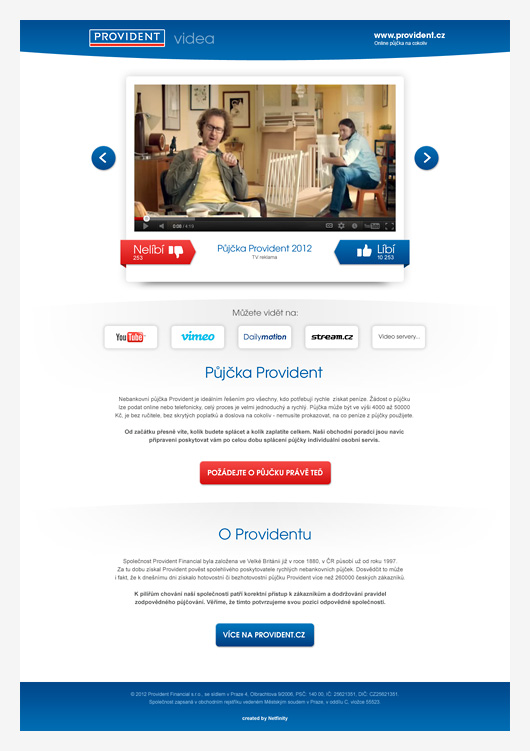 PROVIDENT videa
www.provident.cz
Online půjčka na cokoliv
0:09 / 4:15
YouTube
Nelíbí
253
Půjčka Provident 2012
TV reklama
Líbí
10 253
Můžete vidět na:
YouTube
vimeo
Dailymotion
stream.cz
Video servery...
Půjčka Provident
Nebankovní půjčka Provident je ideálním řešením pro všechny, kdo potřebují rychle získat peníze. Žádost o půjčku
lze podat online nebo telefonicky, celý proces je velmi jednoduchý a rychlý. Půjčka může být ve výši 4000 až 50000
Kč, je bez ručitele, bez skrytých poplatků a doslova na cokoliv - nemusíte prokazovat, na co peníze z půjčky použijete.
Od začátku přesně víte, kolik budete splácet a kolik zaplatíte celkem. Naši obchodní poradci jsou navíc
připraveni poskytovat vám po celou dobu splácení půjčky individuální osobní servis.
POŽÁDEJTE O PŮJČKU PRÁVĚ TEĎ
O Providentu
Společnost Provident Financial byla založena ve Velké Británii již v roce 1880, v ČR působí už od roku 1997.
Za tu dobu získal Provident pověst spolehlivého poskytovatele rychlých nebankovních půjček. Dosvědčit to může
i fakt, že k dnešnímu dni získalo hotovostní či bezhotovostní půjčku Provident více než 260000 českých zákazníků.
K pilířům chování naší společnosti patří korektní přístup k zákazníkům a dodržování pravidel
zodpovědného půjčování. Věříme, že tímto potvrzujeme svou pozici odpovědné společnosti.
VÍCE NA PROVIDENT.CZ
© 2012 Provident Financial s.r.o., se sídlem v Praze 4, Olbrachtova 9/2006, PSČ: 140 00, IČ: 25621351, DIČ: CZ25621351.
Společnost zapsaná v obchodním rejstříku vedeném Městským soudem v Praze, v oddílu C, vložce 55523.
created by Netfinity